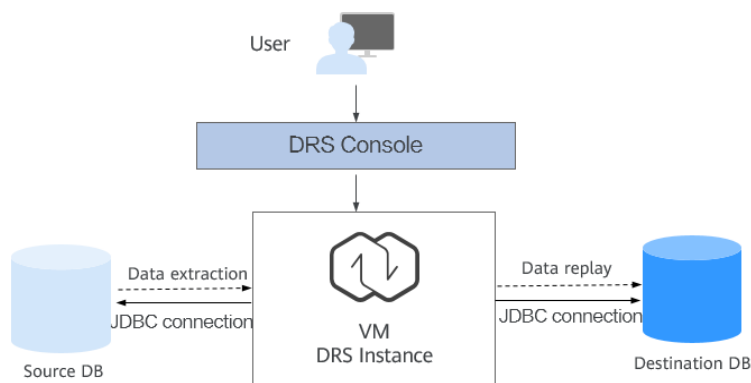 User
DRS Console
Data extraction
JDBC connection
Source DB
VM
DRS Instance
Data replay
JDBC connection
Destination DB